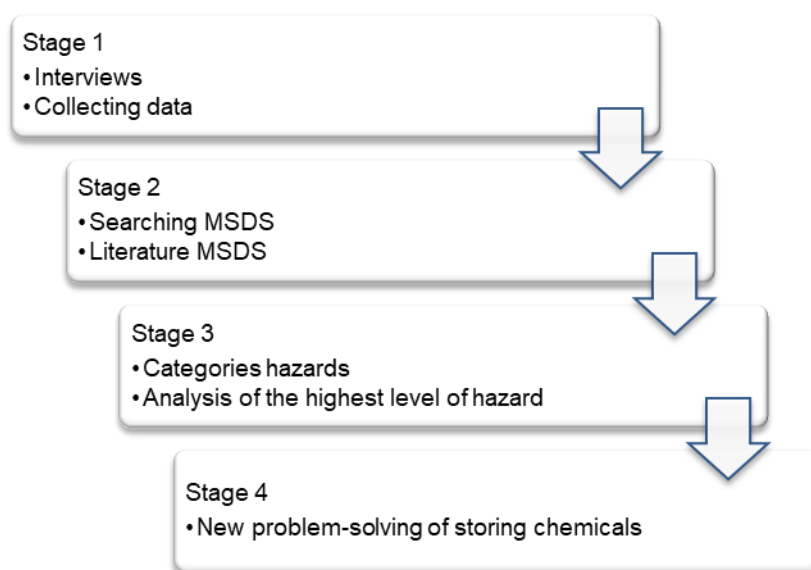 Stage 1
•Interviews
•Collecting data
Stage 2
•Searching MSDS
•Literature MSDS
Stage 3
•Categories hazards
•Analysis of the highest level of hazard
Stage 4
•New problem-solving of storing chemicals